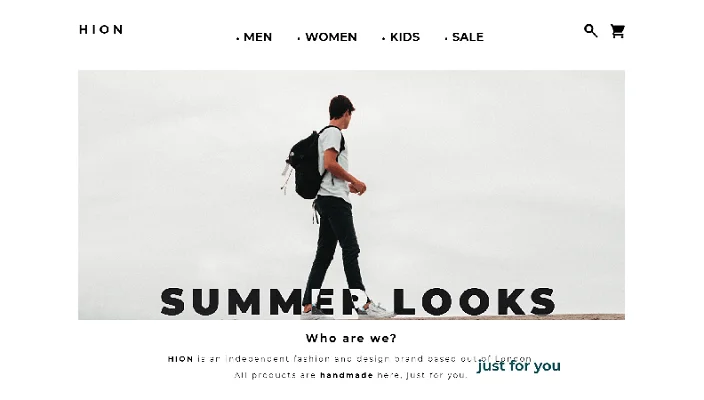 HION
• MEN • WOMEN • KIDS • SALE
SUMMER LOOKS
Who are we?
HION is an independent fashion and design brand based out of London
All products are handmade here, just for you.
just for you